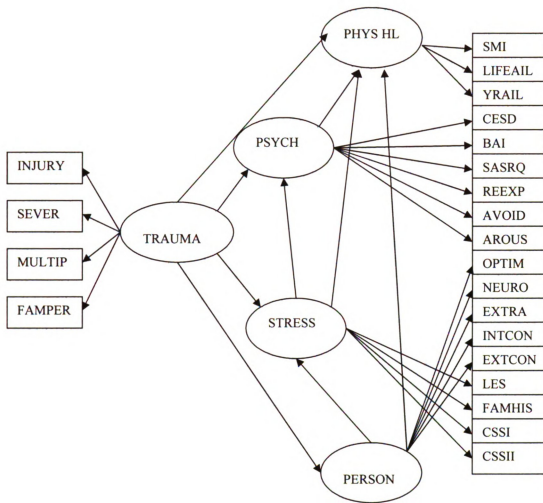 PHYS HL
SMI
LIFEAIL
YRAIL
CESD
PSYCH
BAI
INJURY
SASRQ
REEXP
SEVER
AVOID
TRAUMA
AROUS
MULTIP
OPTIM
NEURO
FAMPER
EXTRA
STRESS
INTCON
EXTCON
LES
FAMHIS
CSSI
CSSII
PERSON